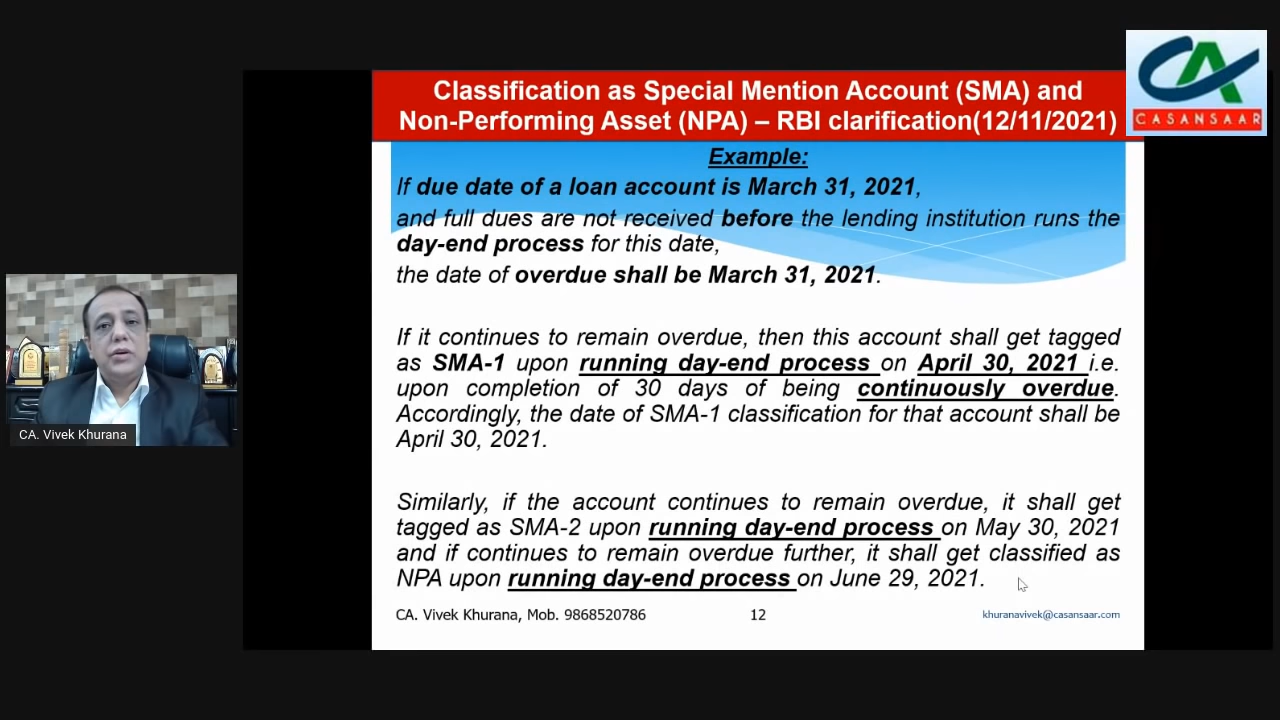 Classification as Special Mention Account (SMA) and
Non-Performing Asset (NPA) – RBI clarification(12/11/2021)
CA
CASANSAAR
Example:
If due date of a loan account is March 31, 2021,
and full dues are not received before the lending institution runs the
day-end process for this date,
the date of overdue shall be March 31, 2021.
If it continues to remain overdue, then this account shall get tagged
as SMA-1 upon running day-end process on April 30, 2021 i.e.
upon completion of 30 days of being continuously overdue.
Accordingly, the date of SMA-1 classification for that account shall be
April 30, 2021.
Similarly, if the account continues to remain overdue, it shall get
tagged as SMA-2 upon running day-end process on May 30, 2021
and if continues to remain overdue further, it shall get classified as
NPA upon running day-end process on June 29, 2021.
CA. Vivek Khurana, Mob. 9868520786
12
khuranavivek@casansaar.com
CA. Vivek Khurana